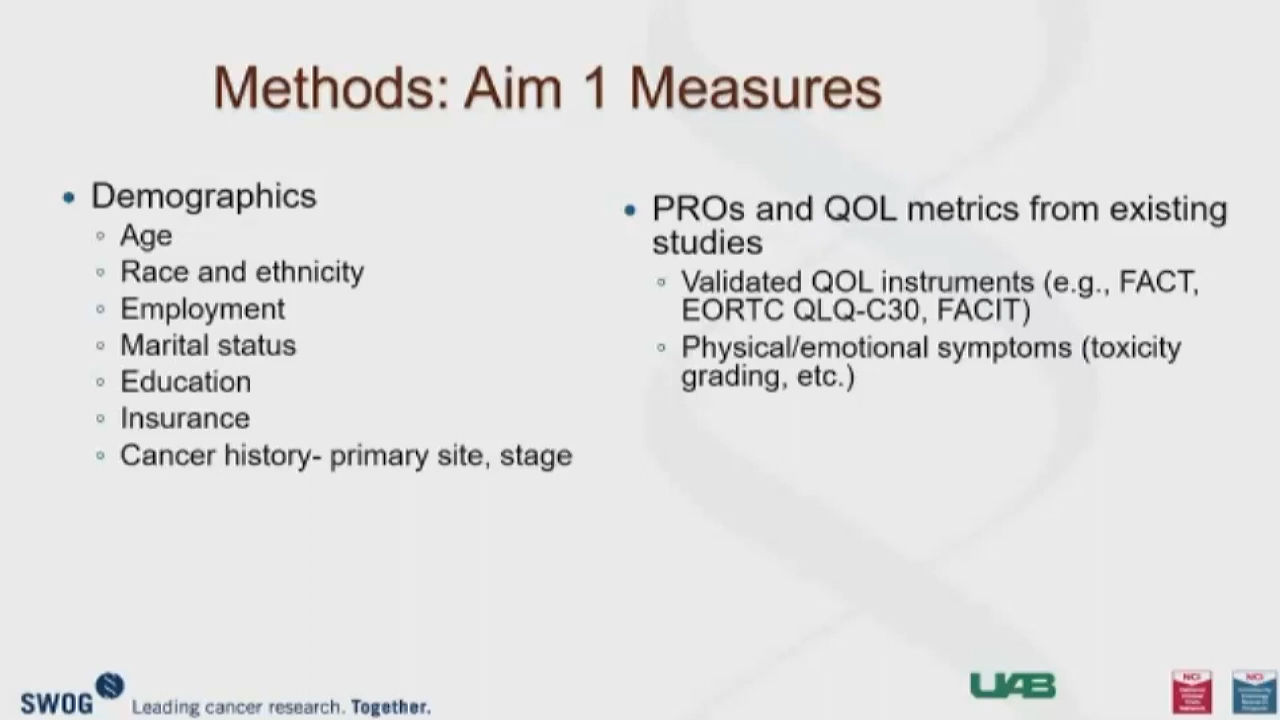 Methods: Aim 1 Measures
• Demographics
◦ Age
◦ Race and ethnicity
◦ Employment
◦ Marital status
◦ Education
◦ Insurance
◦ Cancer history- primary site, stage
• PROs and QOL metrics from existing
studies
◦ Validated QOL instruments (e.g., FACT,
EORTC QLQ-C30, FACIT)
◦ Physical/emotional symptoms (toxicity
grading, etc.)
SWOG
Leading cancer research. Together.
UAB
NCI
NCI